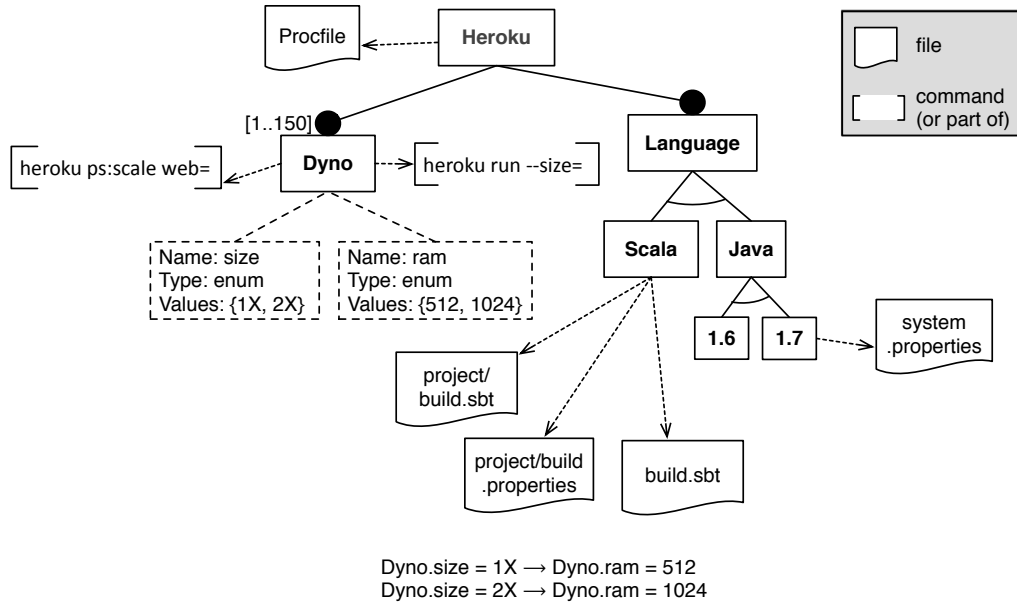 Procfile
Heroku
file
command
(or part of)
[1..150]
Dyno
Language
heroku ps:scale web=
heroku run --size=
Name: size
Type: enum
Values: {1X, 2X}
Name: ram
Type: enum
Values: {512, 1024}
Scala
Java
1.6
1.7
system
.properties
project/
build.sbt
project/build
.properties
build.sbt
Dyno.size = 1X → Dyno.ram = 512
Dyno.size = 2X → Dyno.ram = 1024